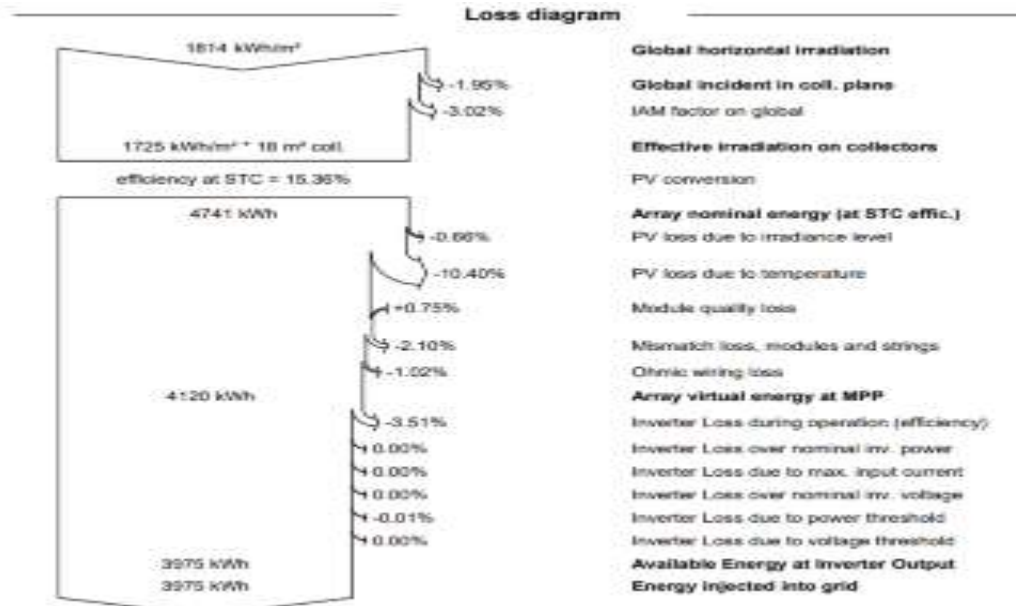 Loss diagram
1814 kWh/m² Global horizontal irradiation
-1.95% Global incident in coll. plane
-3.02% IAM factor on global
1725 kWh/m² * 18 m² coll. Effective irradiation on collectors
efficiency at STC = 15.36% PV conversion
4741 kWh Array nominal energy (at STC effic.)
-0.66% PV loss due to irradiance level
-10.40% PV loss due to temperature
+0.75% Module quality loss
-2.10% Mismatch loss, modules and strings
-1.02% Ohmic wiring loss
4120 kWh Array virtual energy at MPP
-3.51% Inverter Loss during operation (efficiency)
0.00% Inverter Loss over nominal inv. power
0.00% Inverter Loss due to max. input current
0.00% Inverter Loss over nominal inv. voltage
-0.01% Inverter Loss due to power threshold
0.00% Inverter Loss due to voltage threshold
3975 kWh Available Energy at Inverter Output
3975 kWh Energy injected into grid